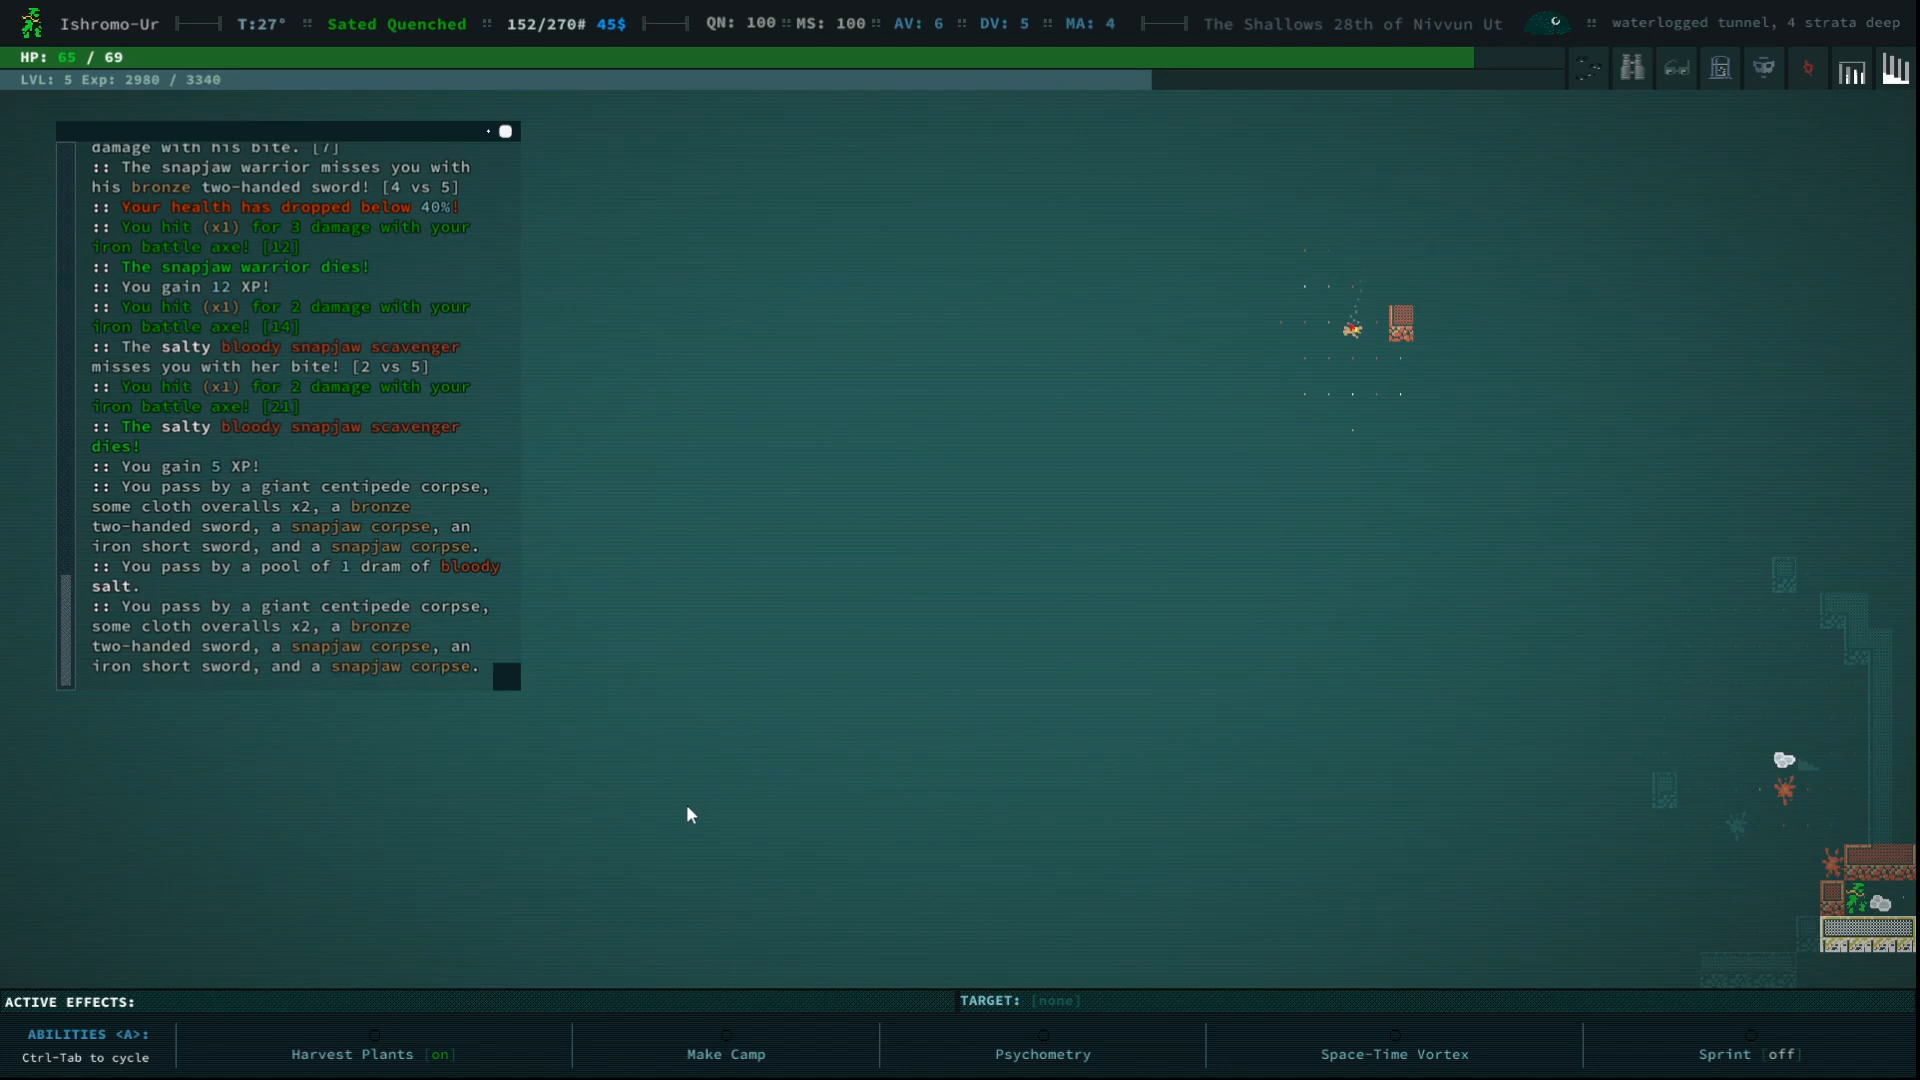 Ishromo-Ur T:27° Sated Quenched 152/270# 45$ QN: 100 MS: 100 AV: 6 DV: 5 MA: 4 The Shallows 28th of Nivvun Ut waterlogged tunnel, 4 strata deep
HP: 65 / 69
LVL: 5 Exp: 2980 / 3340
damage with his bite. [7]
:: The snapjaw warrior misses you with
his bronze two-handed sword! [4 vs 5]
:: Your health has dropped below 40%!
:: You hit (x1) for 3 damage with your
iron battle axe! [12]
:: The snapjaw warrior dies!
:: You gain 12 XP!
:: You hit (x1) for 2 damage with your
iron battle axe! [14]
:: The salty bloody snapjaw scavenger
misses you with her bite! [2 vs 5]
:: You hit (x1) for 2 damage with your
iron battle axe! [21]
:: The salty bloody snapjaw scavenger
dies!
:: You gain 5 XP!
:: You pass by a giant centipede corpse,
some cloth overalls x2, a bronze
two-handed sword, a snapjaw corpse, an
iron short sword, and a snapjaw corpse.
:: You pass by a pool of 1 dram of bloody
salt.
:: You pass by a giant centipede corpse,
some cloth overalls x2, a bronze
two-handed sword, a snapjaw corpse, an
iron short sword, and a snapjaw corpse.
ACTIVE EFFECTS: TARGET: [none]
ABILITIES <A>:
Ctrl-Tab to cycle
Harvest Plants [on] Make Camp Psychometry Space-Time Vortex Sprint [off]